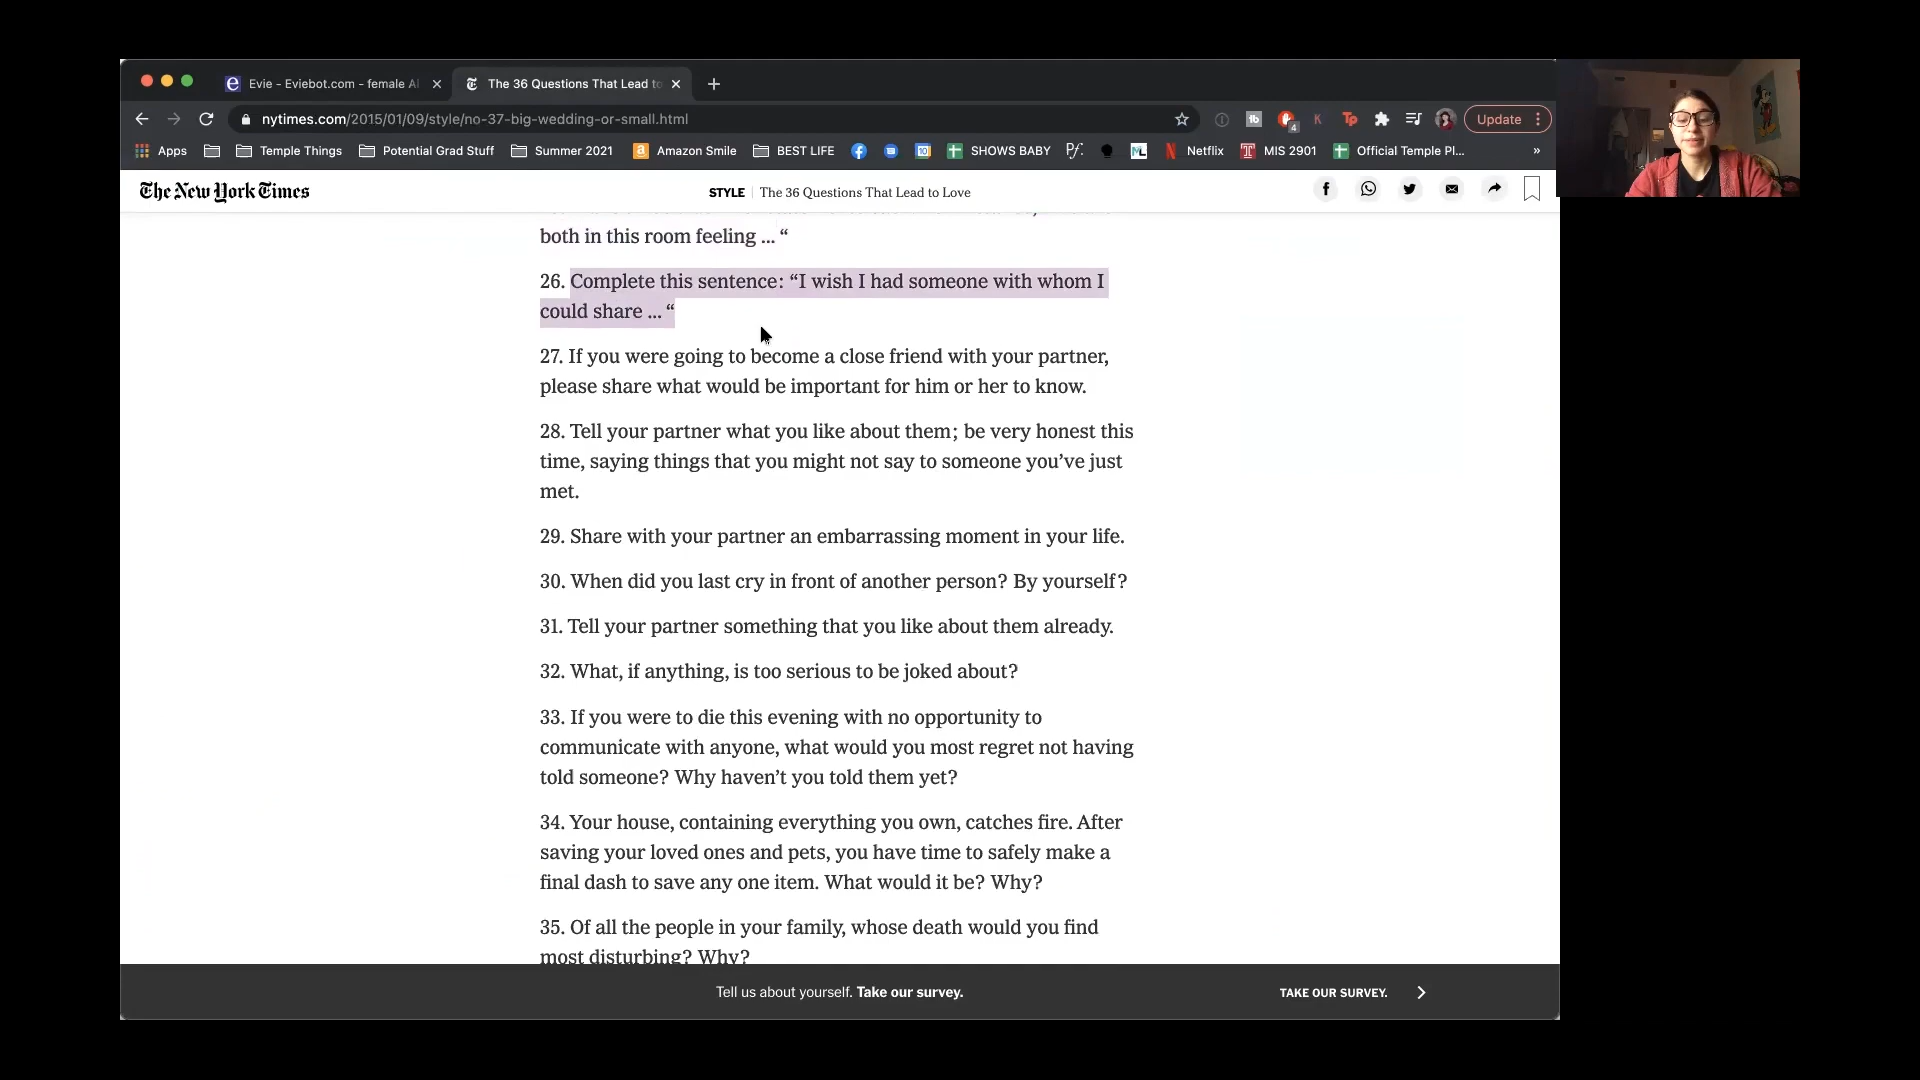 Evie - Eviebot.com - female AI
The 36 Questions That Lead to
nytimes.com/2015/01/09/style/no-37-big-wedding-or-small.html
4
Update
Apps
Temple Things
Potential Grad Stuff
Summer 2021
Amazon Smile
BEST LIFE
SHOWS BABY
Netflix
MIS 2901
Official Temple Pl...
»
The New York Times
STYLE | The 36 Questions That Lead to Love
both in this room feeling ... “
26. Complete this sentence: “I wish I had someone with whom I
could share ... “
27. If you were going to become a close friend with your partner,
please share what would be important for him or her to know.
28. Tell your partner what you like about them; be very honest this
time, saying things that you might not say to someone you’ve just
met.
29. Share with your partner an embarrassing moment in your life.
30. When did you last cry in front of another person? By yourself?
31. Tell your partner something that you like about them already.
32. What, if anything, is too serious to be joked about?
33. If you were to die this evening with no opportunity to
communicate with anyone, what would you most regret not having
told someone? Why haven’t you told them yet?
34. Your house, containing everything you own, catches fire. After
saving your loved ones and pets, you have time to safely make a
final dash to save any one item. What would it be? Why?
35. Of all the people in your family, whose death would you find
most disturbing? Why?
Tell us about yourself. Take our survey.
TAKE OUR SURVEY.